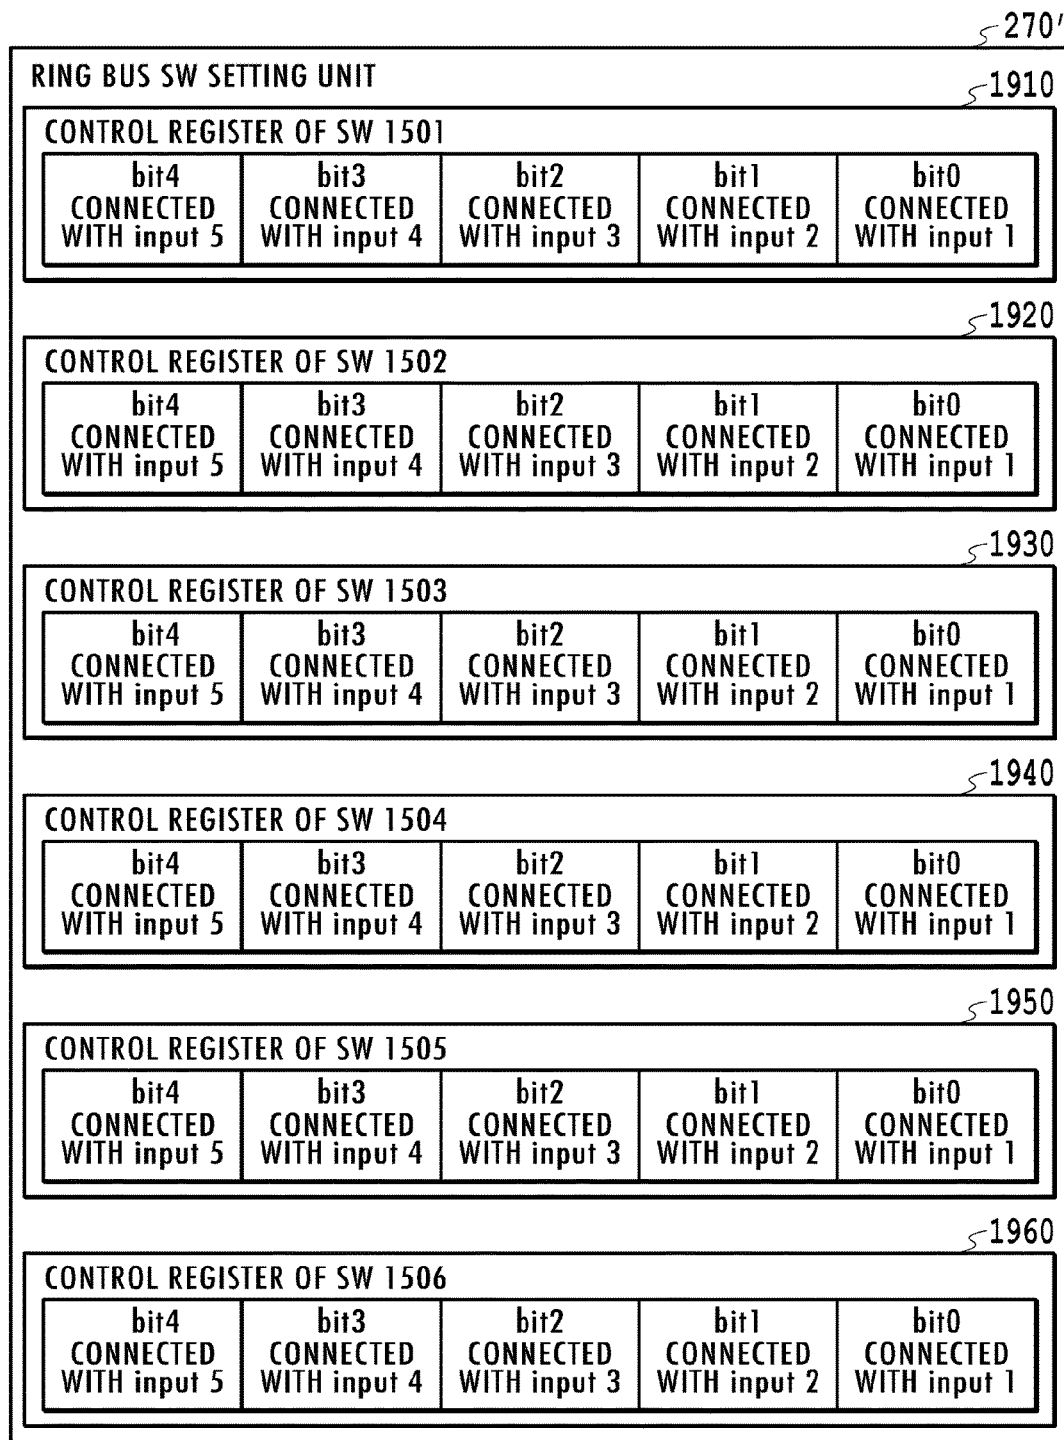 270'
RING BUS SW SETTING UNIT
1910
CONTROL REGISTER OF SW 1501
bit4 bit3 bit2 bit1 bit0
CONNECTED CONNECTED CONNECTED CONNECTED CONNECTED
WITH input 5 WITH input 4 WITH input 3 WITH input 2 WITH input 1
1920
CONTROL REGISTER OF SW 1502
bit4 bit3 bit2 bit1 bit0
CONNECTED CONNECTED CONNECTED CONNECTED CONNECTED
WITH input 5 WITH input 4 WITH input 3 WITH input 2 WITH input 1
1930
CONTROL REGISTER OF SW 1503
bit4 bit3 bit2 bit1 bit0
CONNECTED CONNECTED CONNECTED CONNECTED CONNECTED
WITH input 5 WITH input 4 WITH input 3 WITH input 2 WITH input 1
1940
CONTROL REGISTER OF SW 1504
bit4 bit3 bit2 bit1 bit0
CONNECTED CONNECTED CONNECTED CONNECTED CONNECTED
WITH input 5 WITH input 4 WITH input 3 WITH input 2 WITH input 1
1950
CONTROL REGISTER OF SW 1505
bit4 bit3 bit2 bit1 bit0
CONNECTED CONNECTED CONNECTED CONNECTED CONNECTED
WITH input 5 WITH input 4 WITH input 3 WITH input 2 WITH input 1
1960
CONTROL REGISTER OF SW 1506
bit4 bit3 bit2 bit1 bit0
CONNECTED CONNECTED CONNECTED CONNECTED CONNECTED
WITH input 5 WITH input 4 WITH input 3 WITH input 2 WITH input 1